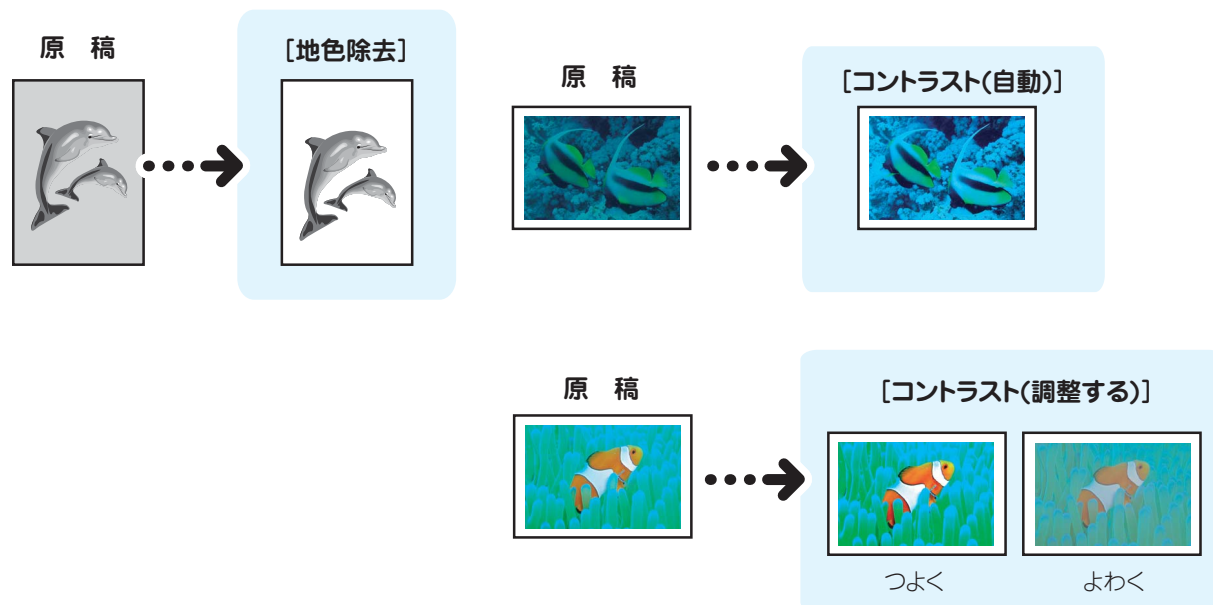 原 稿
[地色除去]
原 稿
[コントラスト(自動)]
原 稿
[コントラスト(調整する)]
つよく
よわく